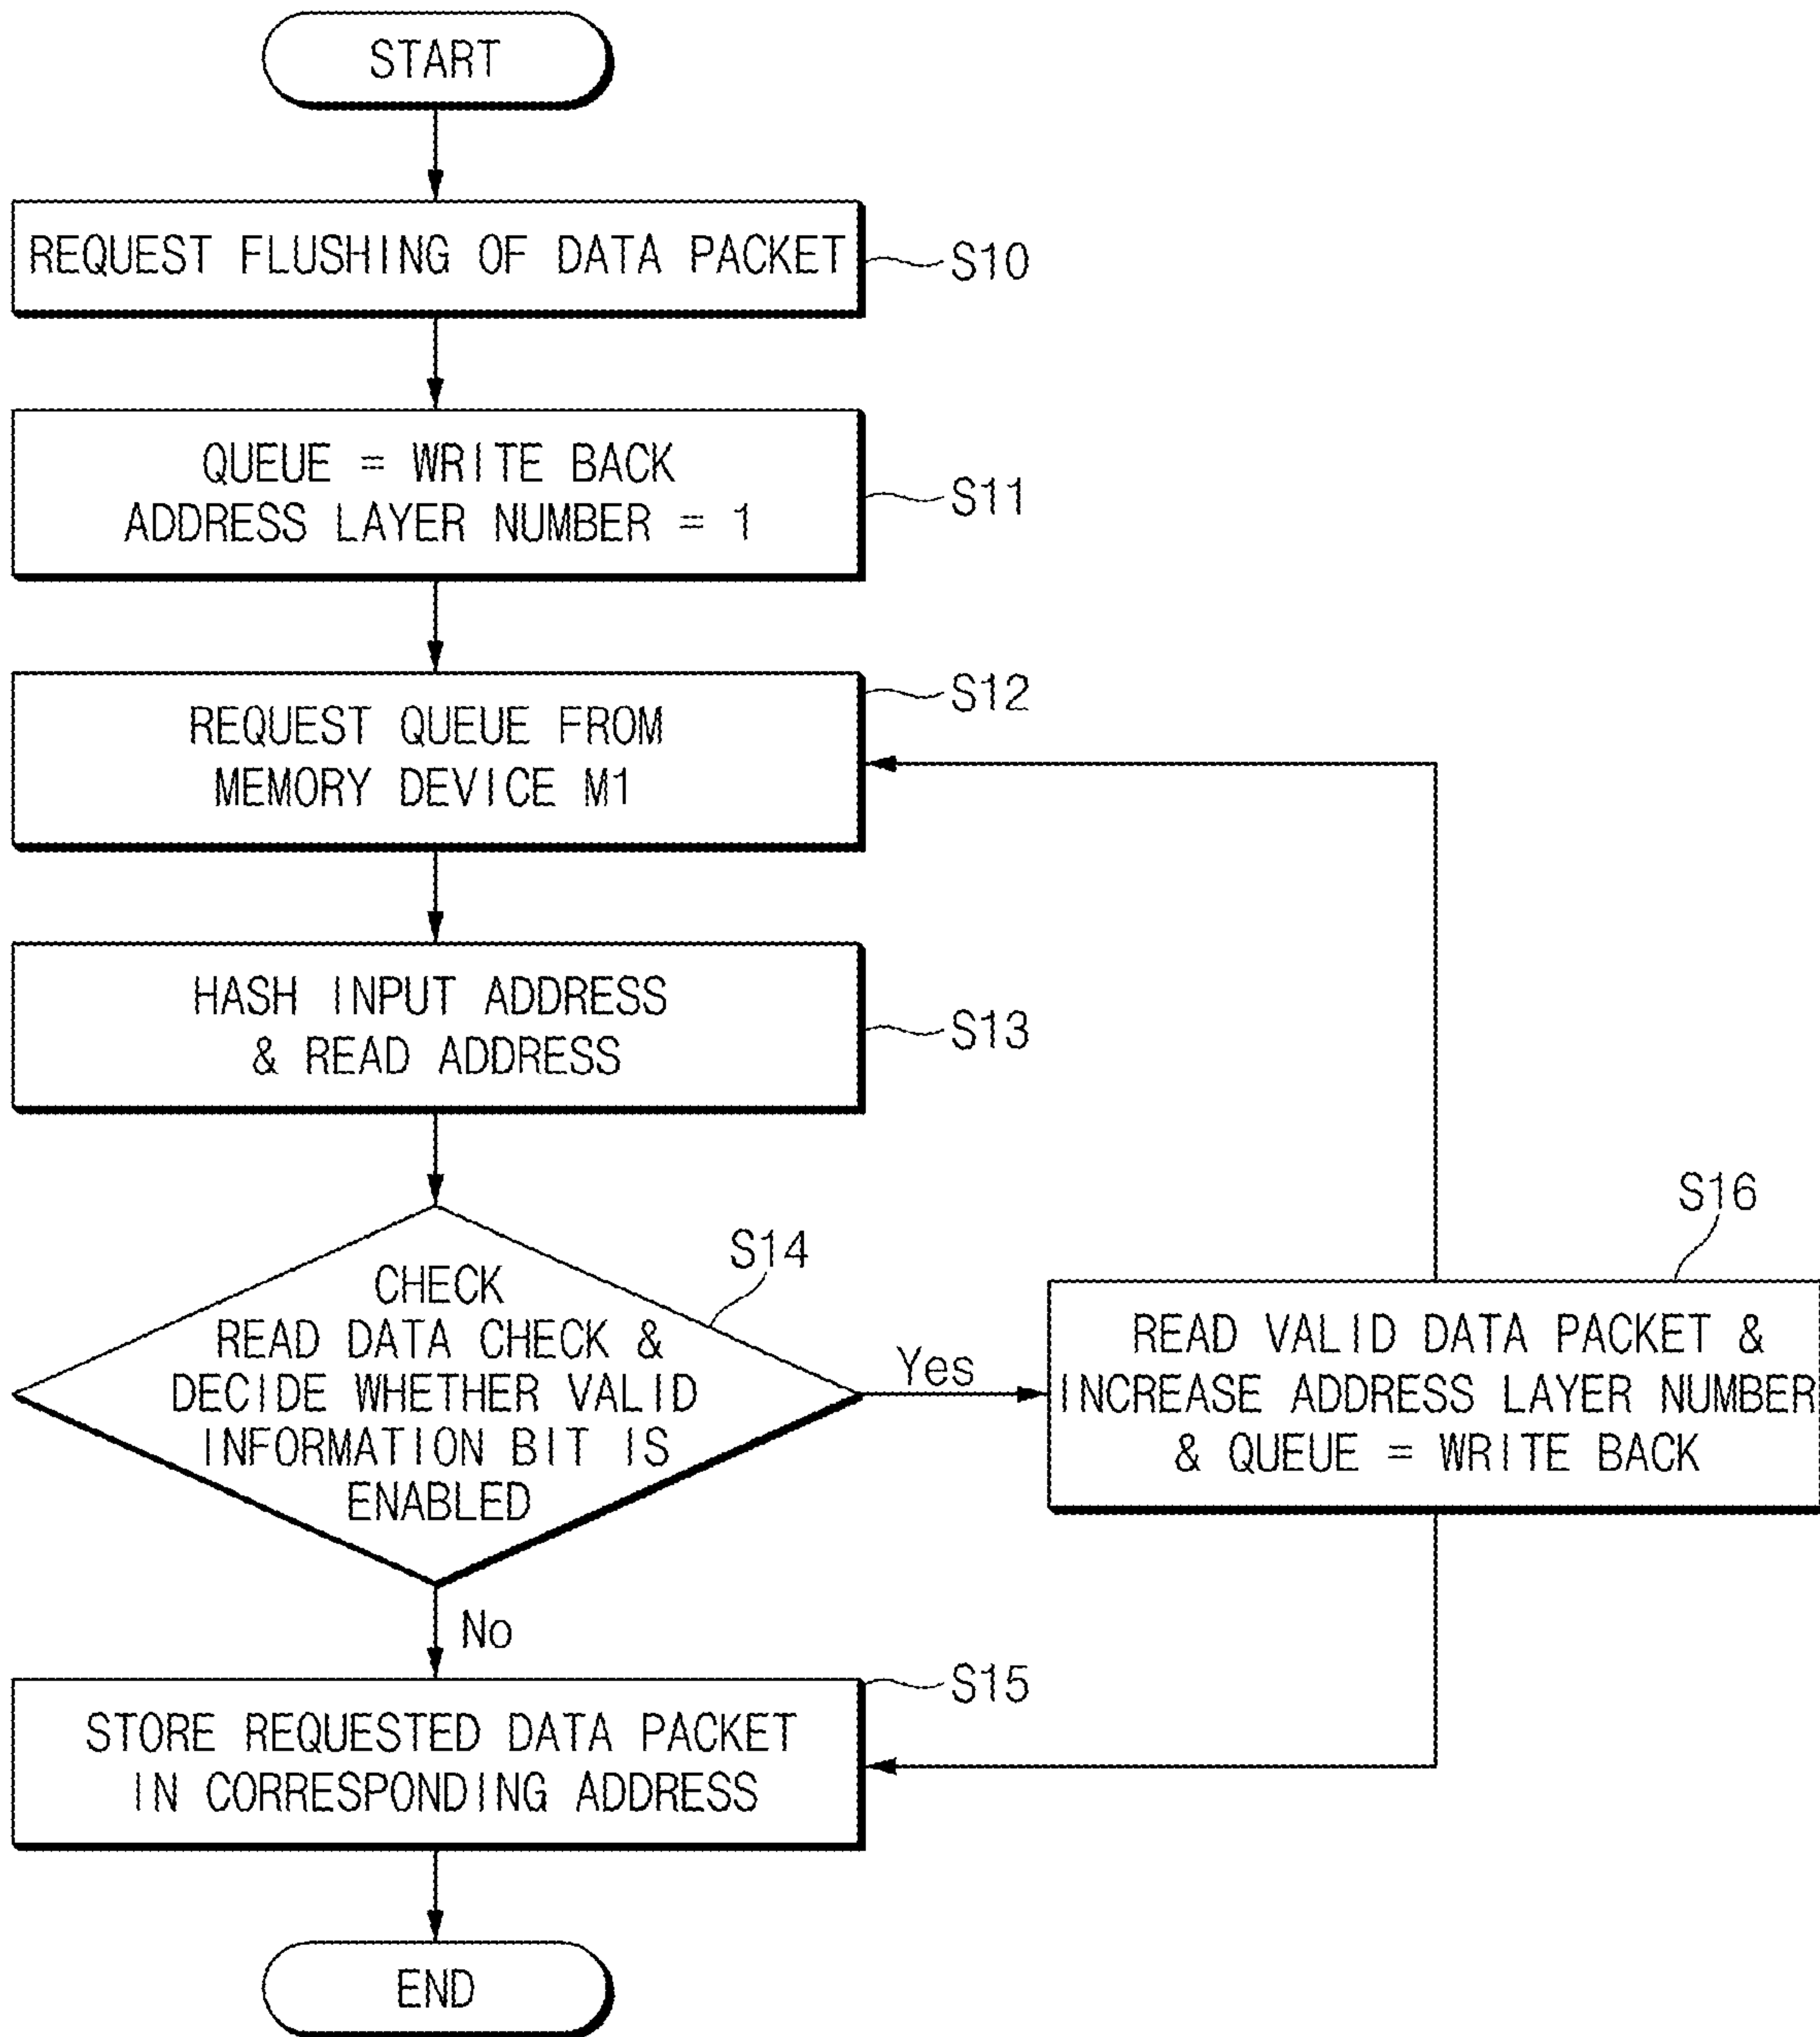 START
REQUEST FLUSHING OF DATA PACKET
S10
QUEUE = WRITE BACK
ADDRESS LAYER NUMBER = 1
S11
REQUEST QUEUE FROM
MEMORY DEVICE M1
S12
HASH INPUT ADDRESS
& READ ADDRESS
S13
CHECK
READ DATA CHECK &
DECIDE WHETHER VALID
INFORMATION BIT IS
ENABLED
S14
Yes
S16
READ VALID DATA PACKET &
INCREASE ADDRESS LAYER NUMBER
& QUEUE = WRITE BACK
No
STORE REQUESTED DATA PACKET
IN CORRESPONDING ADDRESS
S15
END